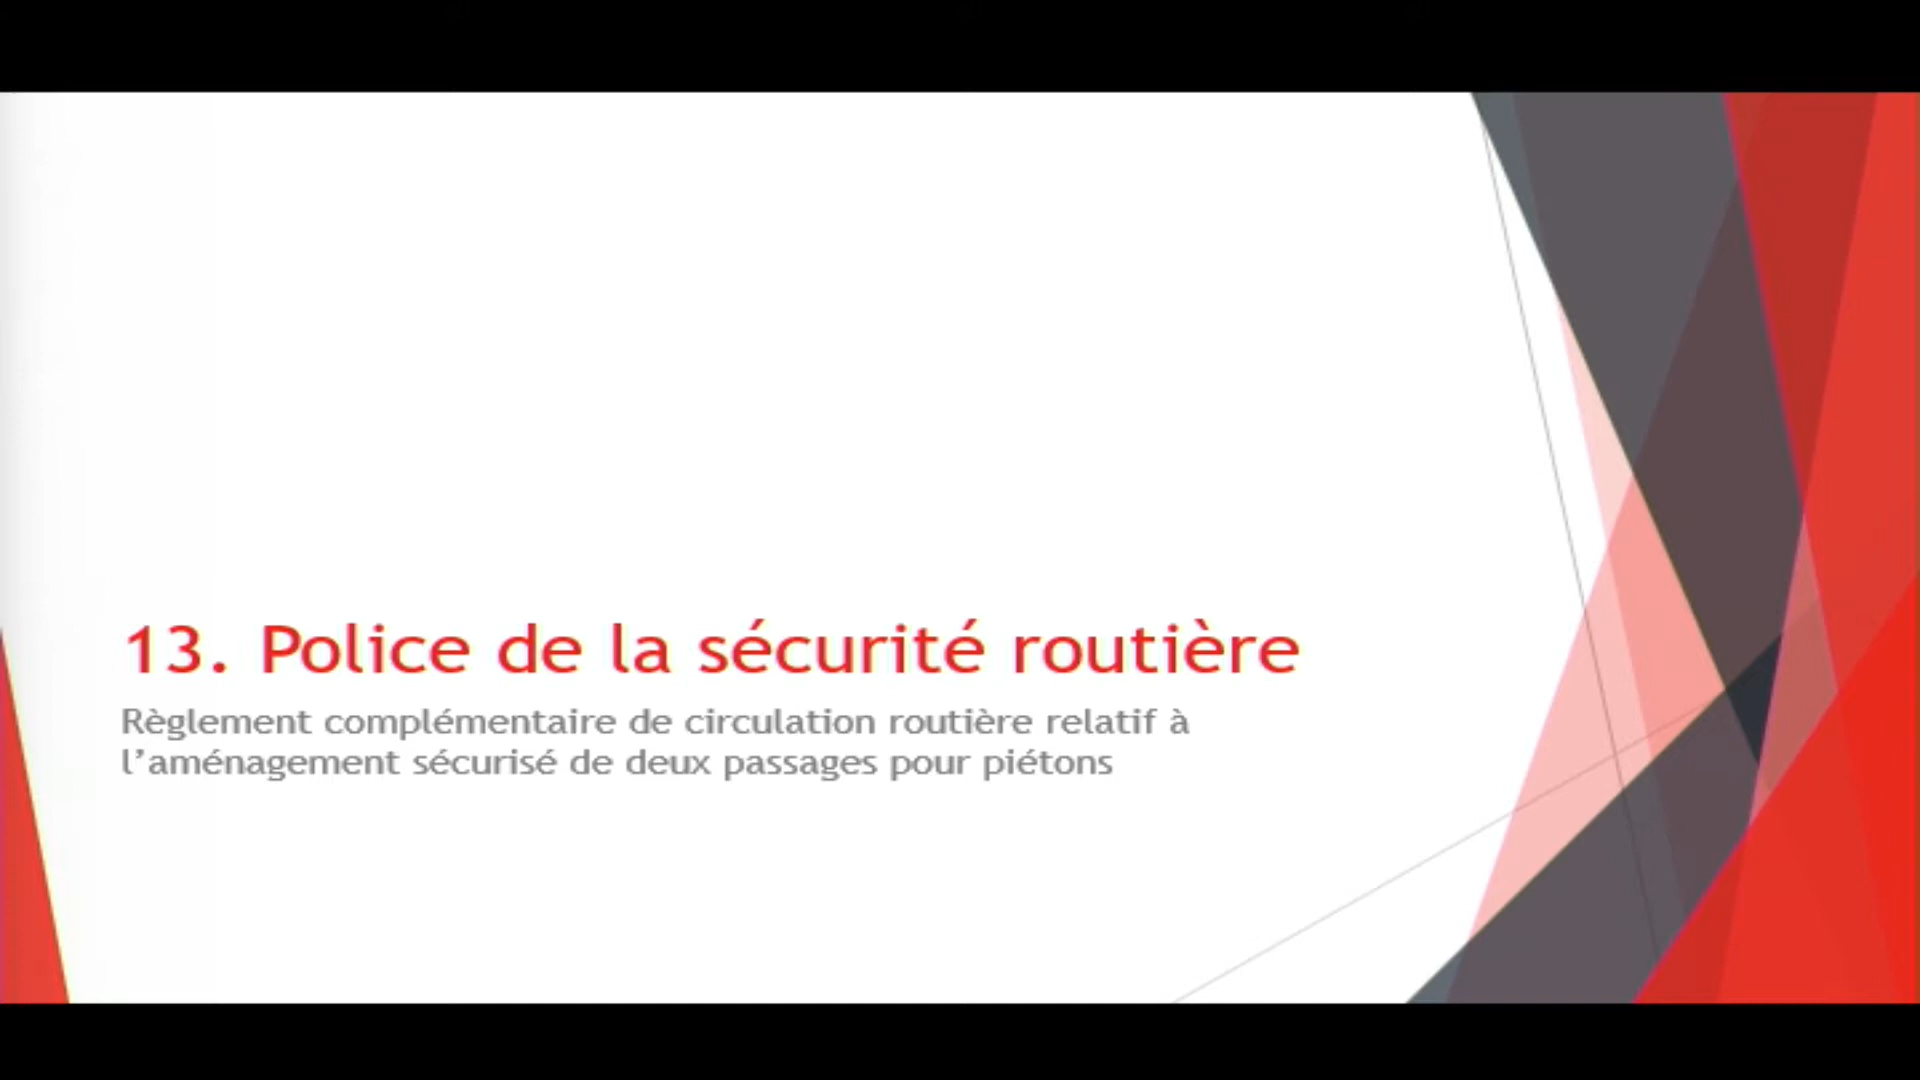 13. Police de la sécurité routière
Règlement complémentaire de circulation routière relatif à
l’aménagement sécurisé de deux passages pour piétons